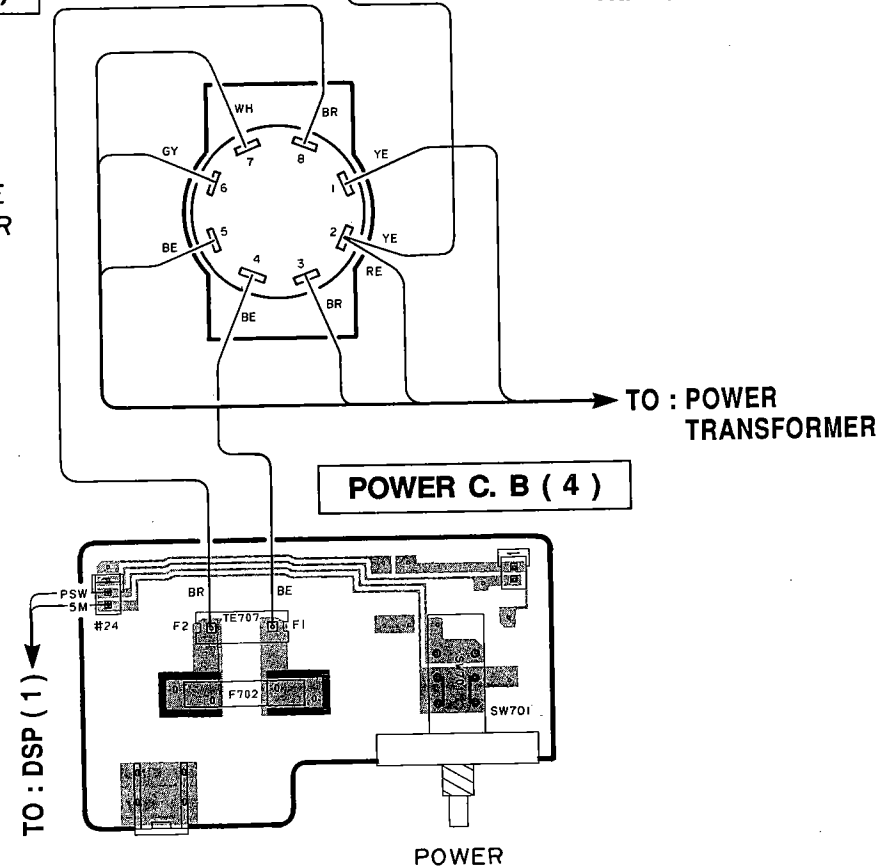 WH
BR
GY
YE
7
8
6
1
E
R
5
2
YE
BE
4
3
RE
BE
BR
TO : POWER
TRANSFORMER
POWER C. B ( 4 )
PSW
5M
BR
BE
#24
F2
TE707
F1
F702
SW701
TO : DSP ( 1 )
POWER